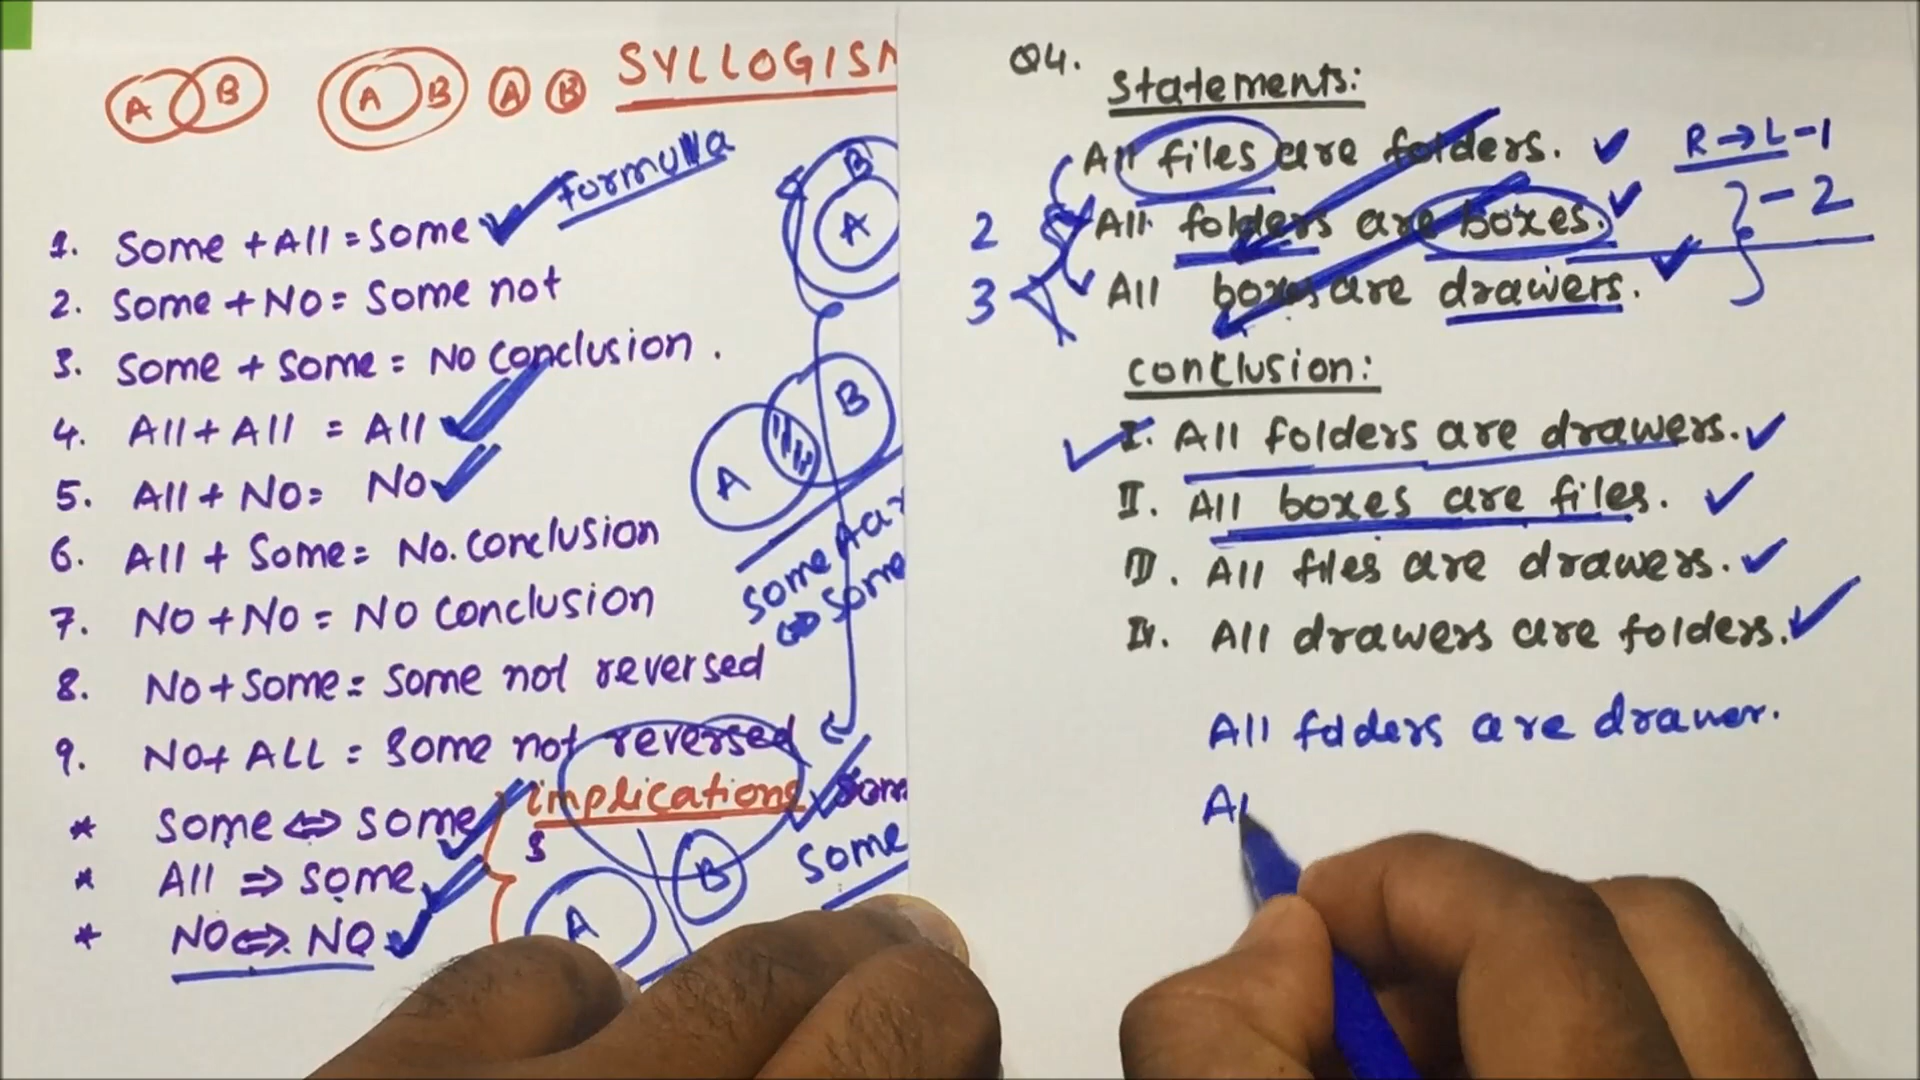 A B A B A B SYLLOGISM
Formula
1. Some + All = Some
2. Some + No = Some not
3. Some + Some = No Conclusion.
4. All + All = All
5. All + No = No
6. All + Some = No. Conclusion
7. No + No = No Conclusion
8. No + Some = Some not reversed
9. No + ALL = Some not reversed
implications
* Some ⇔ Some
* All ⇒ Some
* NO ⇔ NO
B
A
B
A
Some A
⇔ Some
Some
B
A
Q4.
Statements:
All files are folders. R → L - 1
2 All folders are boxes. } - 2
3 All boxes are drawers.
Conclusion:
I. All folders are drawers.
II. All boxes are files.
III. All files are drawers.
IV. All drawers are folders.
All folders are drawer.
Al